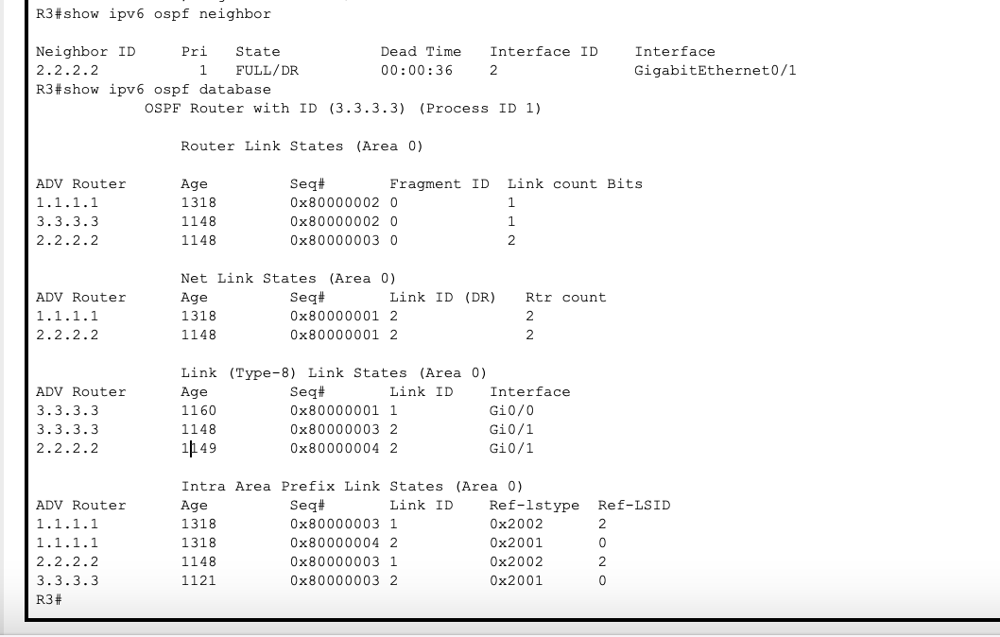 R3#show ipv6 ospf neighbor
Neighbor ID Pri State Dead Time Interface ID Interface
2.2.2.2 1 FULL/DR 00:00:36 2 GigabitEthernet0/1
R3#show ipv6 ospf database
OSPF Router with ID (3.3.3.3) (Process ID 1)
Router Link States (Area 0)
ADV Router Age Seq# Fragment ID Link count Bits
1.1.1.1 1318 0x80000002 0 1
3.3.3.3 1148 0x80000002 0 1
2.2.2.2 1148 0x80000003 0 2
Net Link States (Area 0)
ADV Router Age Seq# Link ID (DR) Rtr count
1.1.1.1 1318 0x80000001 2 2
2.2.2.2 1148 0x80000001 2 2
Link (Type-8) Link States (Area 0)
ADV Router Age Seq# Link ID Interface
3.3.3.3 1160 0x80000001 1 Gi0/0
3.3.3.3 1148 0x80000003 2 Gi0/1
2.2.2.2 1149 0x80000004 2 Gi0/1
Intra Area Prefix Link States (Area 0)
ADV Router Age Seq# Link ID Ref-lstype Ref-LSID
1.1.1.1 1318 0x80000003 1 0x2002 2
1.1.1.1 1318 0x80000004 2 0x2001 0
2.2.2.2 1148 0x80000003 1 0x2002 2
3.3.3.3 1121 0x80000003 2 0x2001 0
R3#